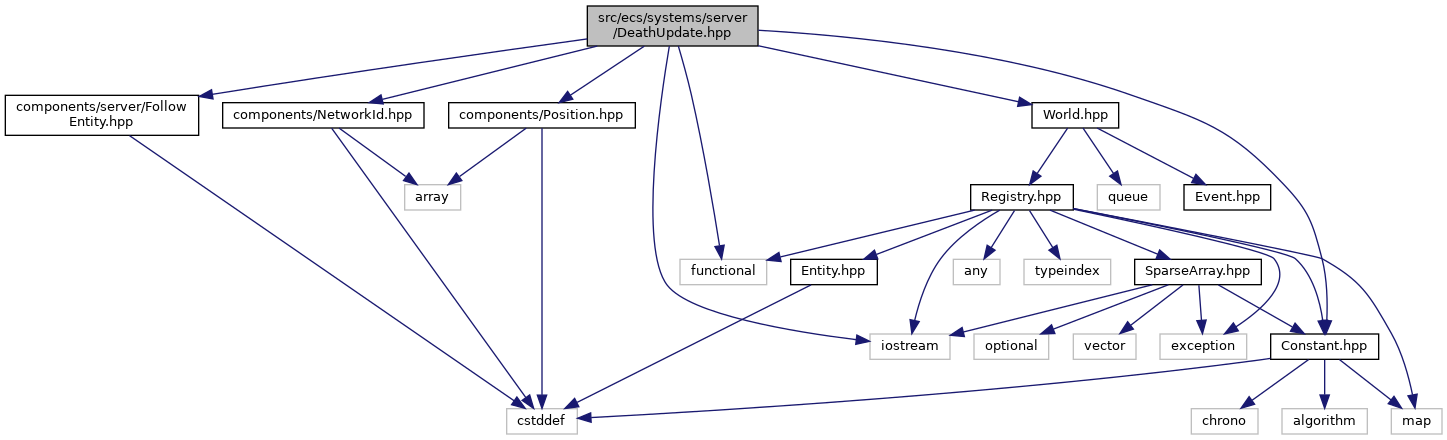 src/ecs/systems/server
/DeathUpdate.hpp
components/server/Follow
Entity.hpp
components/NetworkId.hpp
components/Position.hpp
World.hpp
array
Registry.hpp
queue
Event.hpp
functional
Entity.hpp
any
typeindex
SparseArray.hpp
iostream
optional
vector
exception
Constant.hpp
cstddef
chrono
algorithm
map